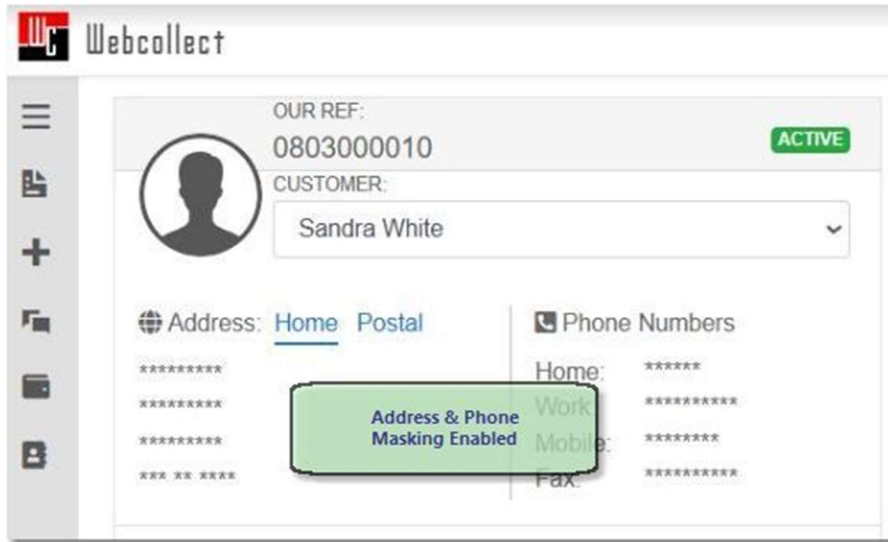 WC Webcollect
OUR REF:
0803000010
ACTIVE
CUSTOMER:
Sandra White
Address: Home Postal
*********
*********
*********
*** ** ****
Phone Numbers
Home: ******
Work: **********
Mobile: ********
Fax: **********
Address & Phone
Masking Enabled